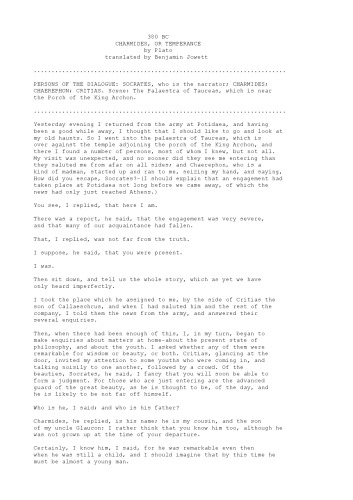 380 BC
CHARMIDES, OR TEMPERANCE
by Plato
translated by Benjamin Jowett
PERSONS OF THE DIALOGUE: SOCRATES, who is the narrator; CHARMIDES;
CHAEREPHON; CRITIAS. Scene: The Palaestra of Taureas, which is near
the Porch of the King Archon.
Yesterday evening I returned from the army at Potidaea, and having
been a good while away, I thought that I should like to go and look at
my old haunts. So I went into the palaestra of Taureas, which is
over against the temple adjoining the porch of the King Archon, and
there I found a number of persons, most of whom I knew, but not all.
My visit was unexpected, and no sooner did they see me entering than
they saluted me from afar on all sides; and Chaerephon, who is a
kind of madman, started up and ran to me, seizing my hand, and saying,
How did you escape, Socrates?-(I should explain that an engagement had
taken place at Potidaea not long before we came away, of which the
news had only just reached Athens.)
You see, I replied, that here I am.
There was a report, he said, that the engagement was very severe,
and that many of our acquaintance had fallen.
That, I replied, was not far from the truth.
I suppose, he said, that you were present.
I was.
Then sit down, and tell us the whole story, which as yet we have
only heard imperfectly.
I took the place which he assigned to me, by the side of Critias the
son of Callaeschrus, and when I had saluted him and the rest of the
company, I told them the news from the army, and answered their
several enquiries.
Then, when there had been enough of this, I, in my turn, began to
make enquiries about matters at home-about the present state of
philosophy, and about the youth. I asked whether any of them were
remarkable for wisdom or beauty, or both. Critias, glancing at the
door, invited my attention to some youths who were coming in, and
talking noisily to one another, followed by a crowd. Of the
beauties, Socrates, he said, I fancy that you will soon be able to
form a judgment. For those who are just entering are the advanced
guard of the great beauty, as he is thought to be, of the day, and
he is likely to be not far off himself.
Who is he, I said; and who is his father?
Charmides, he replied, is his name; he is my cousin, and the son
of my uncle Glaucon: I rather think that you know him too, although he
was not grown up at the time of your departure.
Certainly, I know him, I said, for he was remarkable even then
when he was still a child, and I should imagine that by this time he
must be almost a young man.